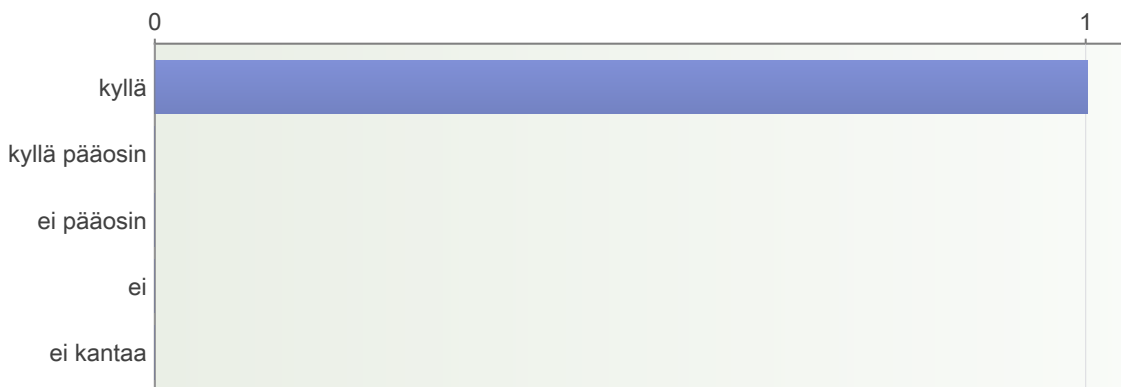 0 1
kyllä
kyllä pääosin
ei pääosin
ei
ei kantaa